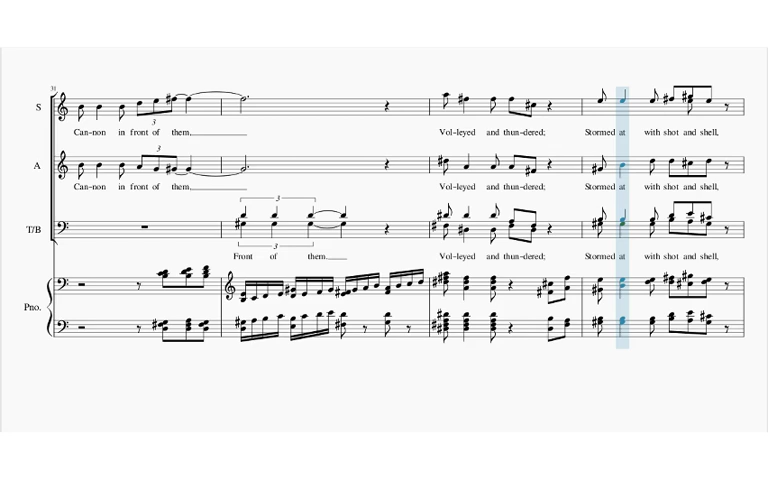 31
S
Can-non in front of them,
Vol-leyed and thun-dered; Stormed at with shot and shell,
3
3
A
Can-non in front of them,
Vol-leyed and thun-dered; Stormed at with shot and shell,
3
T/B
3
Front of them.
Vol-leyed and thun-dered; Stormed at with shot and shell,
Pno.